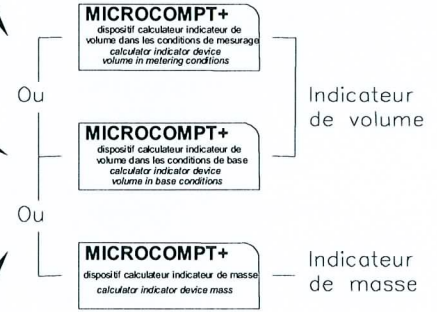 MICROCOMPT+
dispositif calculateur indicateur de
volume dans les conditions de mesurage
calculator indicator device
volume in metering conditions
Ou
Indicateur
de volume
MICROCOMPT+
dispositif calculateur indicateur de
volume dans les conditions de base
calculator indicator device
volume in base conditions
Ou
MICROCOMPT+
dispositif calculateur indicateur de masse
calculator indicator device mass
Indicateur
de masse